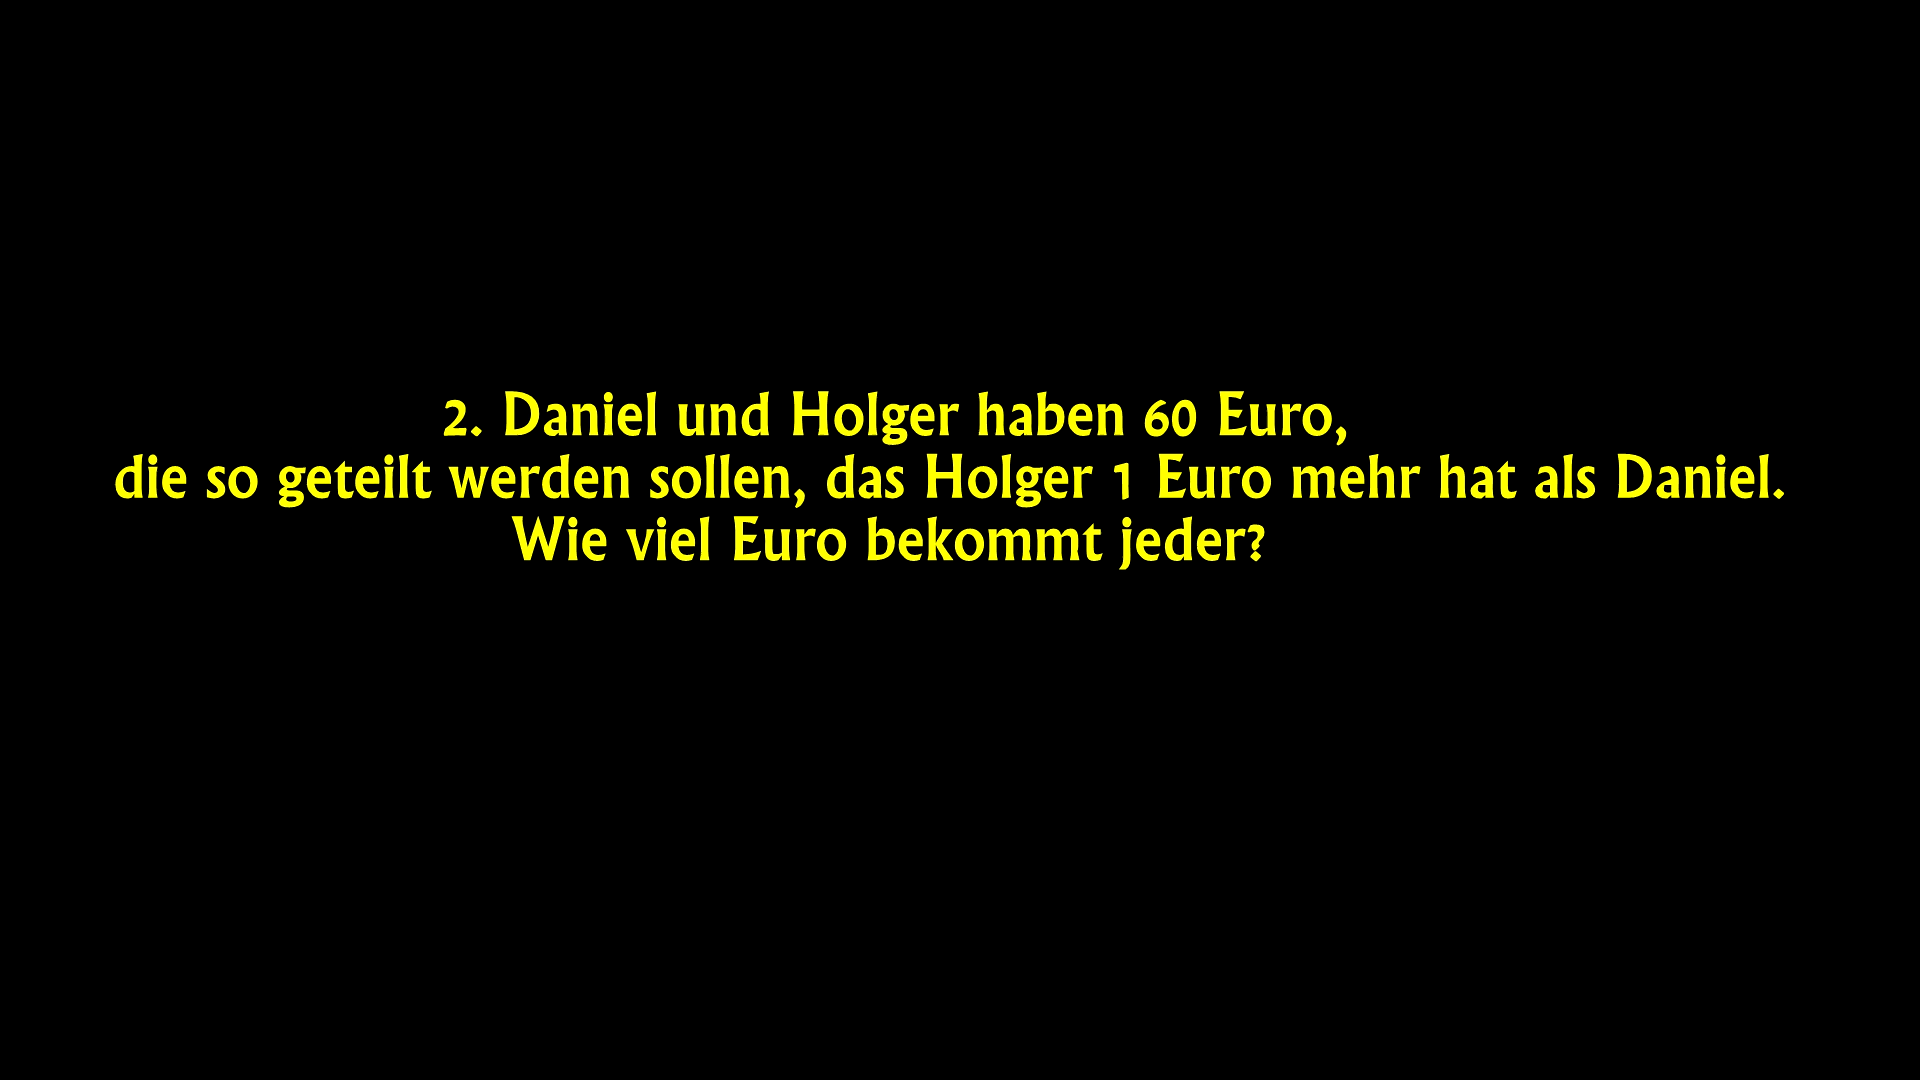 2. Daniel und Holger haben 60 Euro,
die so geteilt werden sollen, das Holger 1 Euro mehr hat als Daniel.
Wie viel Euro bekommt jeder?